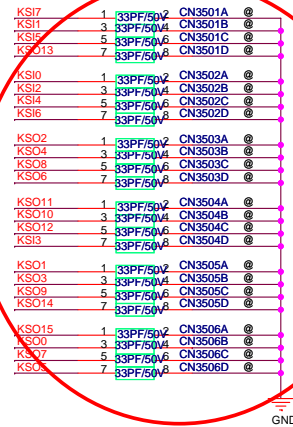 KSI7 1 33PF/50V 2 CN3501A @
KSI1 3 33PF/50V 4 CN3501B @
KSI5 5 33PF/50V 6 CN3501C @
KSO13 7 33PF/50V 8 CN3501D @
KSI0 1 33PF/50V 2 CN3502A @
KSI2 3 33PF/50V 4 CN3502B @
KSI4 5 33PF/50V 6 CN3502C @
KSI6 7 33PF/50V 8 CN3502D @
KSO2 1 33PF/50V 2 CN3503A @
KSO4 3 33PF/50V 4 CN3503B @
KSO8 5 33PF/50V 6 CN3503C @
KSO6 7 33PF/50V 8 CN3503D @
KSO11 1 33PF/50V 2 CN3504A @
KSO10 3 33PF/50V 4 CN3504B @
KSO12 5 33PF/50V 6 CN3504C @
KSI3 7 33PF/50V 8 CN3504D @
KSO1 1 33PF/50V 2 CN3505A @
KSO3 3 33PF/50V 4 CN3505B @
KSO9 5 33PF/50V 6 CN3505C @
KSO14 7 33PF/50V 8 CN3505D @
KSO15 1 33PF/50V 2 CN3506A @
KSO0 3 33PF/50V 4 CN3506B @
KSO7 5 33PF/50V 6 CN3506C @
7 33PF/50V 8 CN3506D @
GND